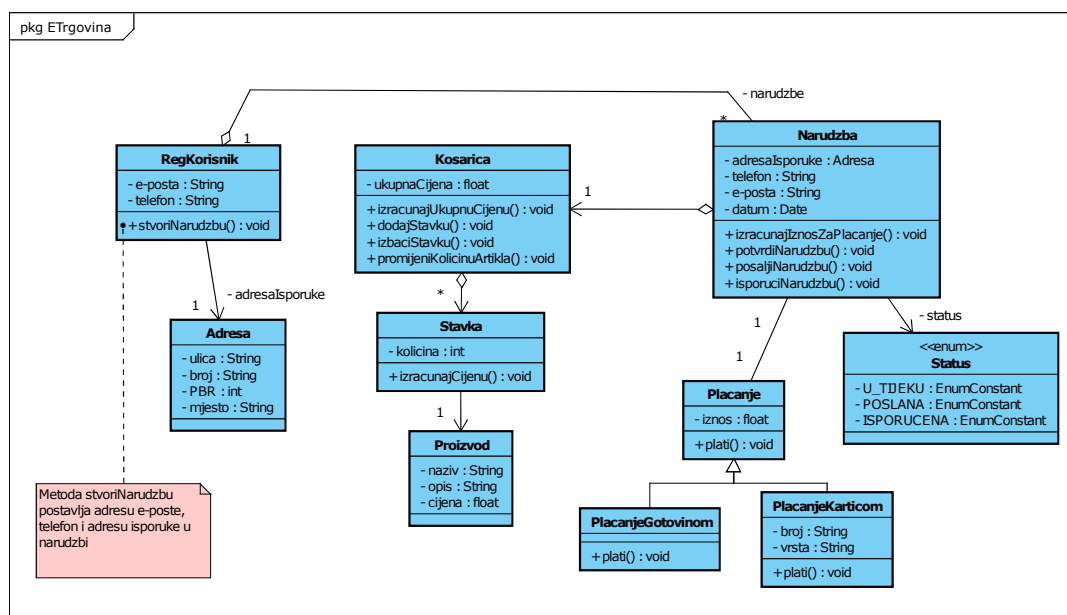 pkg ETrgovina
- narudzbe
1
*
RegKorisnik
- e-posta : String
- telefon : String
+ stvoriNarudzbu() : void
Kosarica
- ukupnaCijena : float
+ izracunajUkupnuCijenu() : void
+ dodajStavku() : void
+ izbaciStavku() : void
+ promijeniKolicinuArtikla() : void
1
Narudzba
- adresaIsporuke : Adresa
- telefon : String
- e-posta : String
- datum : Date
+ izracunajIznosZaPlacanje() : void
+ potvrdiNarudzbu() : void
+ posaljiNarudzbu() : void
+ isporuciNarudzbu() : void
- adresaIsporuke
1
Adresa
- ulica : String
- broj : String
- PBR : int
- mjesto : String
*
Stavka
- kolicina : int
+ izracunajCijenu() : void
1
Proizvod
- naziv : String
- opis : String
- cijena : float
1
1
Placanje
- iznos : float
+ plati() : void
- status
<<enum>>
Status
- U_TIJEKU : EnumConstant
- POSLANA : EnumConstant
- ISPORUCENA : EnumConstant
PlacanjeGotovinom
+ plati() : void
PlacanjeKarticom
- broj : String
- vrsta : String
+ plati() : void
Metoda stvoriNarudzbu
postavlja adresu e-poste,
telefon i adresu isporuke u
narudzbi